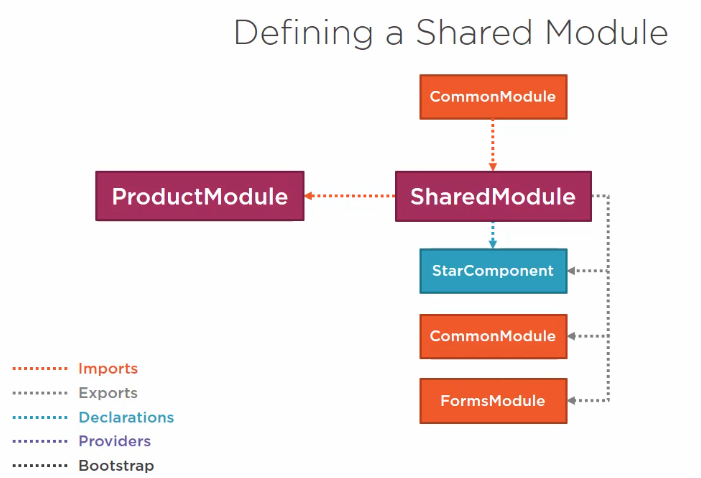 Defining a Shared Module
CommonModule
ProductModule
SharedModule
StarComponent
CommonModule
FormsModule
Imports
Exports
Declarations
Providers
Bootstrap